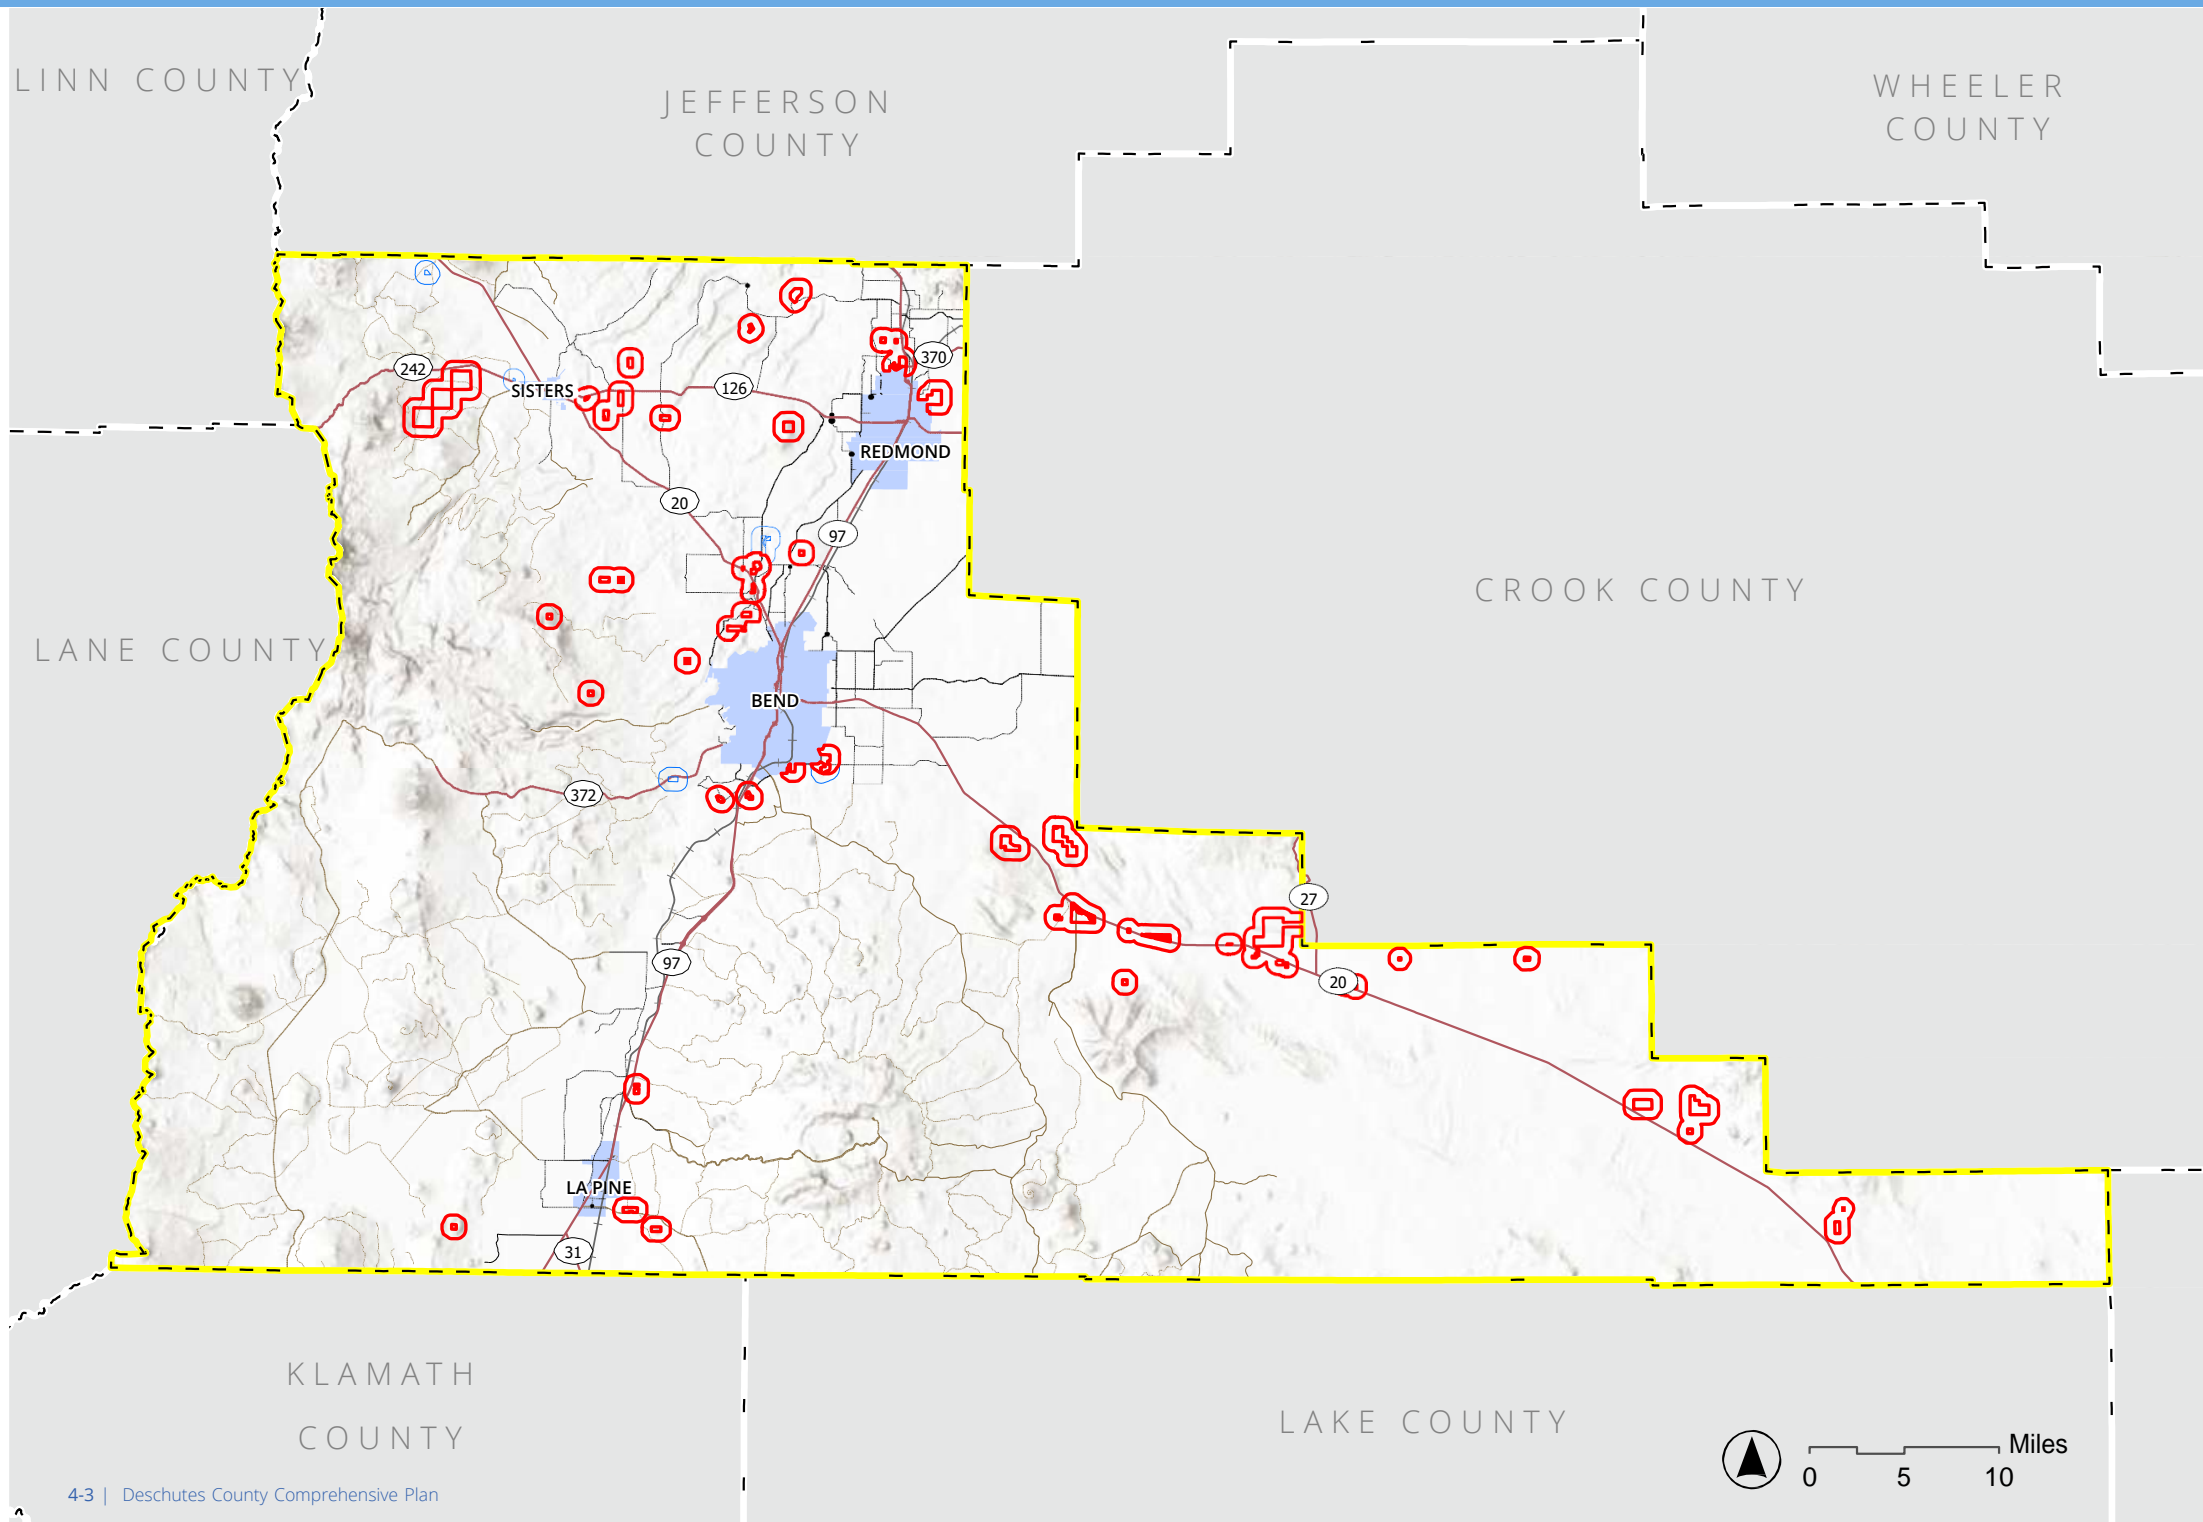 LINN COUNTY
JEFFERSON
COUNTY
WHEELER
COUNTY
242
SISTERS
126
370
REDMOND
20
97
CROOK COUNTY
LANE COUNTY
BEND
372
27
97
20
LA PINE
31
KLAMATH
COUNTY
LAKE COUNTY
Miles
0 5 10
4-3 | Deschutes County Comprehensive Plan